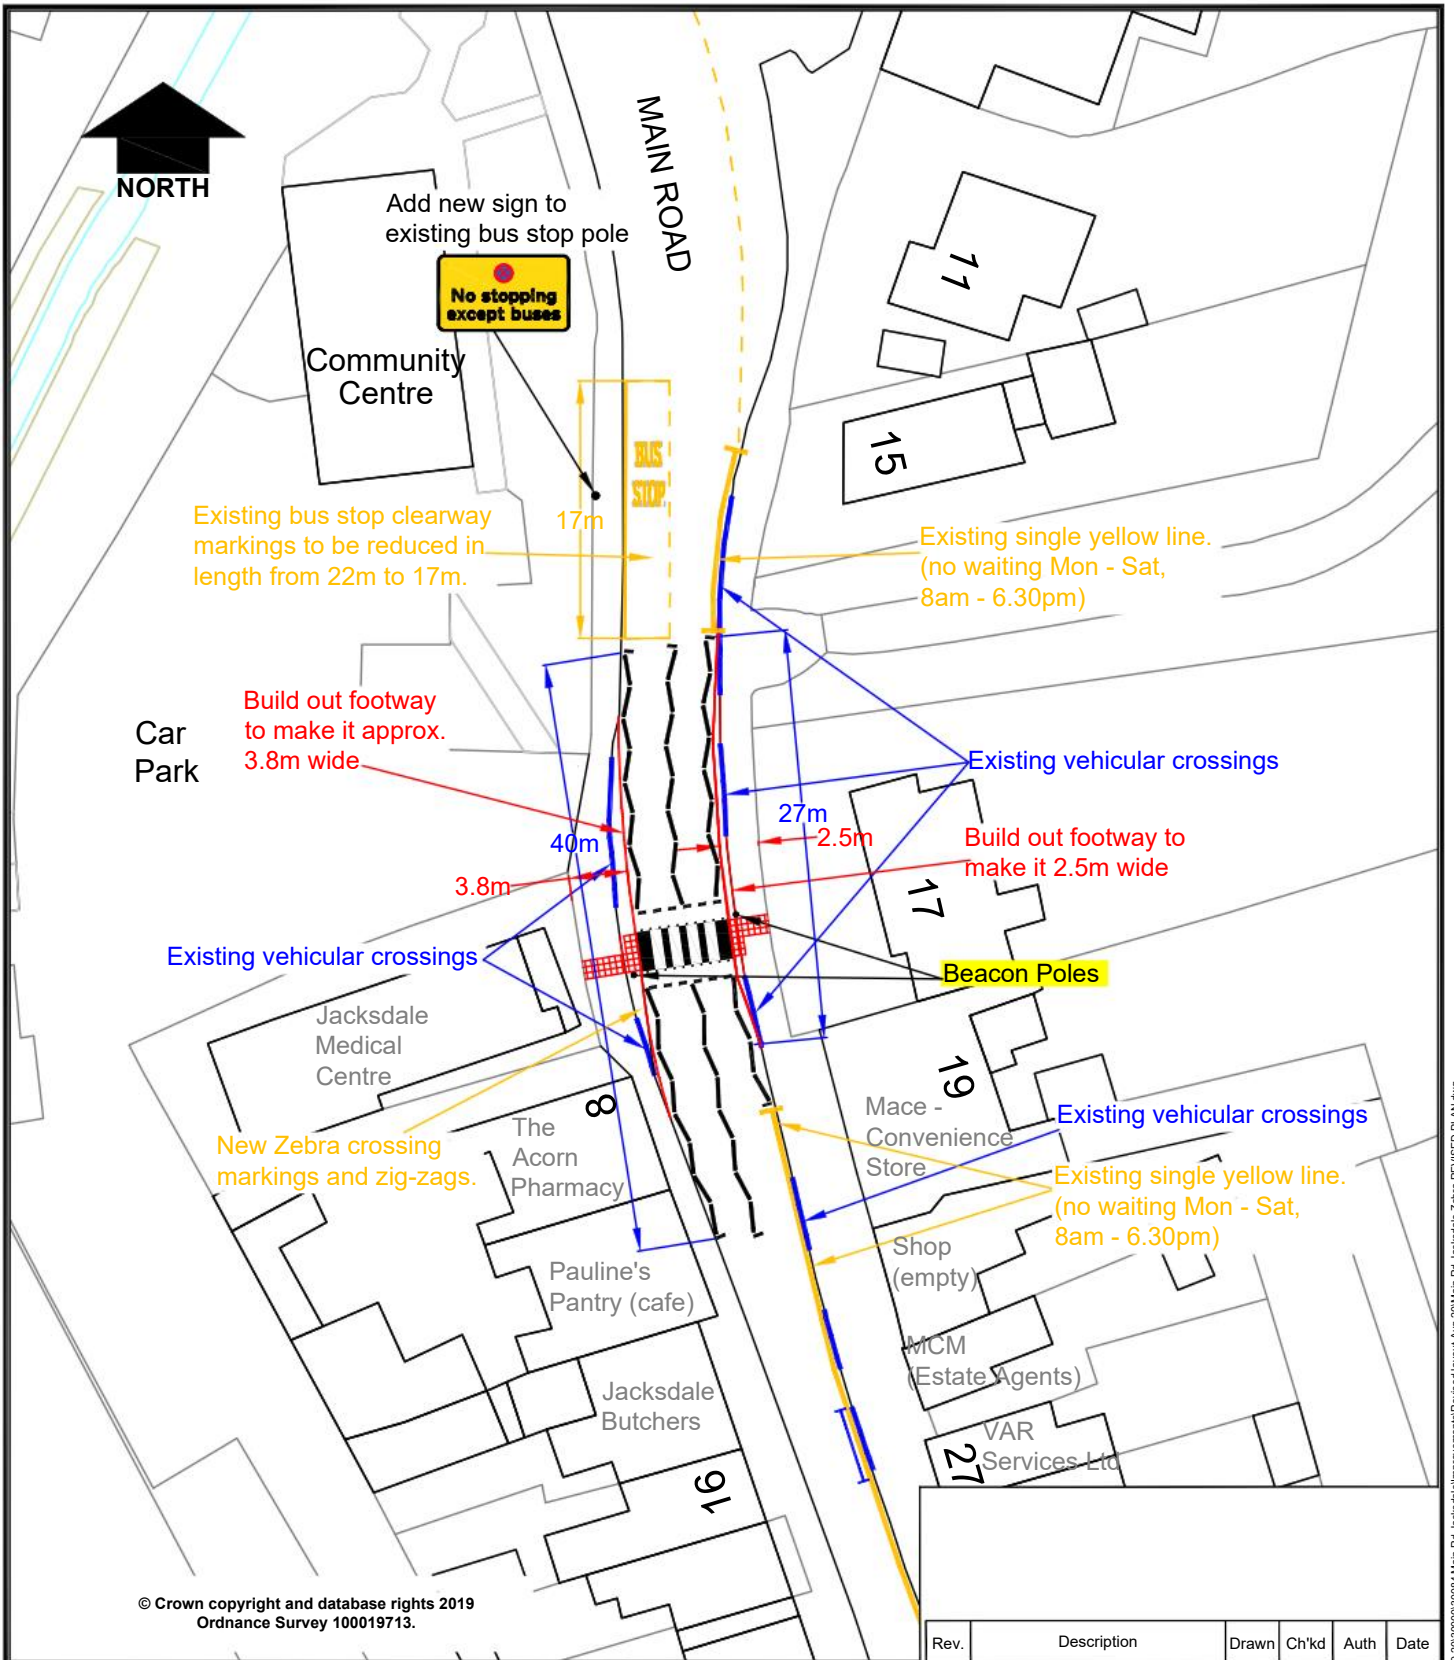 MAIN ROAD
NORTH
Add new sign to
existing bus stop pole
No stopping
except buses
11
Community
Centre
BUS
STOP
15
17m
Existing bus stop clearway
markings to be reduced in
length from 22m to 17m.
Existing single yellow line.
(no waiting Mon - Sat,
8am - 6.30pm)
Build out footway
to make it approx.
3.8m wide
Car
Park
Existing vehicular crossings
27m
40m
2.5m
Build out footway to
make it 2.5m wide
3.8m
17
Existing vehicular crossings
Beacon Poles
Jacksdale
Medical
Centre
8
19
The
Acorn
Pharmacy
Mace -
Convenience
Store
Existing vehicular crossings
New Zebra crossing
markings and zig-zags.
Existing single yellow line.
(no waiting Mon - Sat,
8am - 6.30pm)
Shop
(empty)
Pauline's
Pantry (cafe)
MCM
(Estate Agents)
Jacksdale
Butchers
VAR
Services Ltd
27
16
© Crown copyright and database rights 2019
Ordnance Survey 100019713.
Rev.
Description
Drawn
Ch'kd
Auth
Date